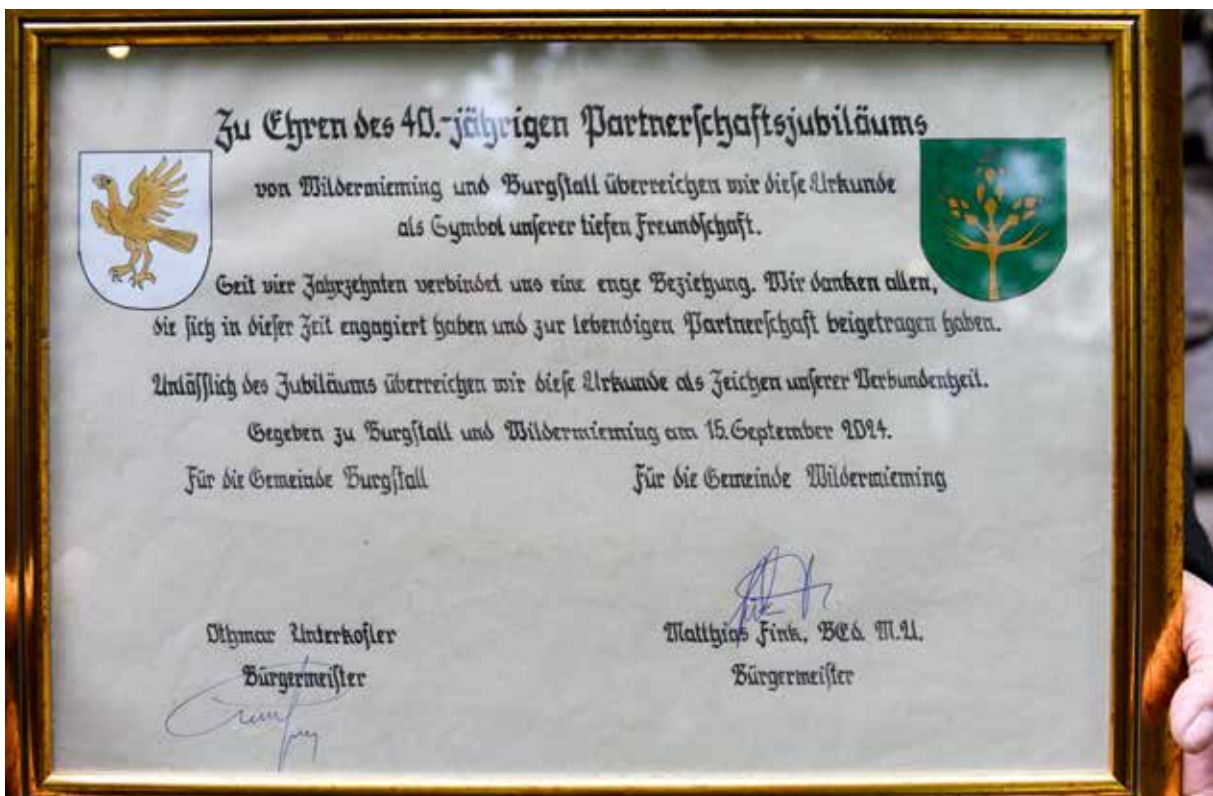 Zu Ehren des 40.-jährigen Partnerschaftsjubiläums
von Wildermieming und Burgstall überreichen wir diese Urkunde
als Symbol unserer tiefen Freundschaft.
Seit vier Jahrzehnten verbindet uns eine enge Beziehung. Wir danken allen,
die sich in dieser Zeit engagiert haben und zur lebendigen Partnerschaft beigetragen haben.
Anläßlich des Jubiläums überreichen wir diese Urkunde als Zeichen unserer Verbundenheit.
Gegeben zu Burgstall und Wildermieming am 15. September 2024.
Für die Gemeinde Burgstall
Für die Gemeinde Wildermieming
Othmar Unterkofler
Bürgermeister
Matthias Fink, BEd. M.A.
Bürgermeister